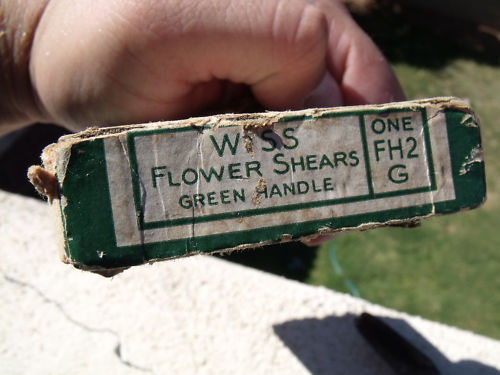 WISS
FLOWER SHEARS
GREEN HANDLE
ONE
FH2
G